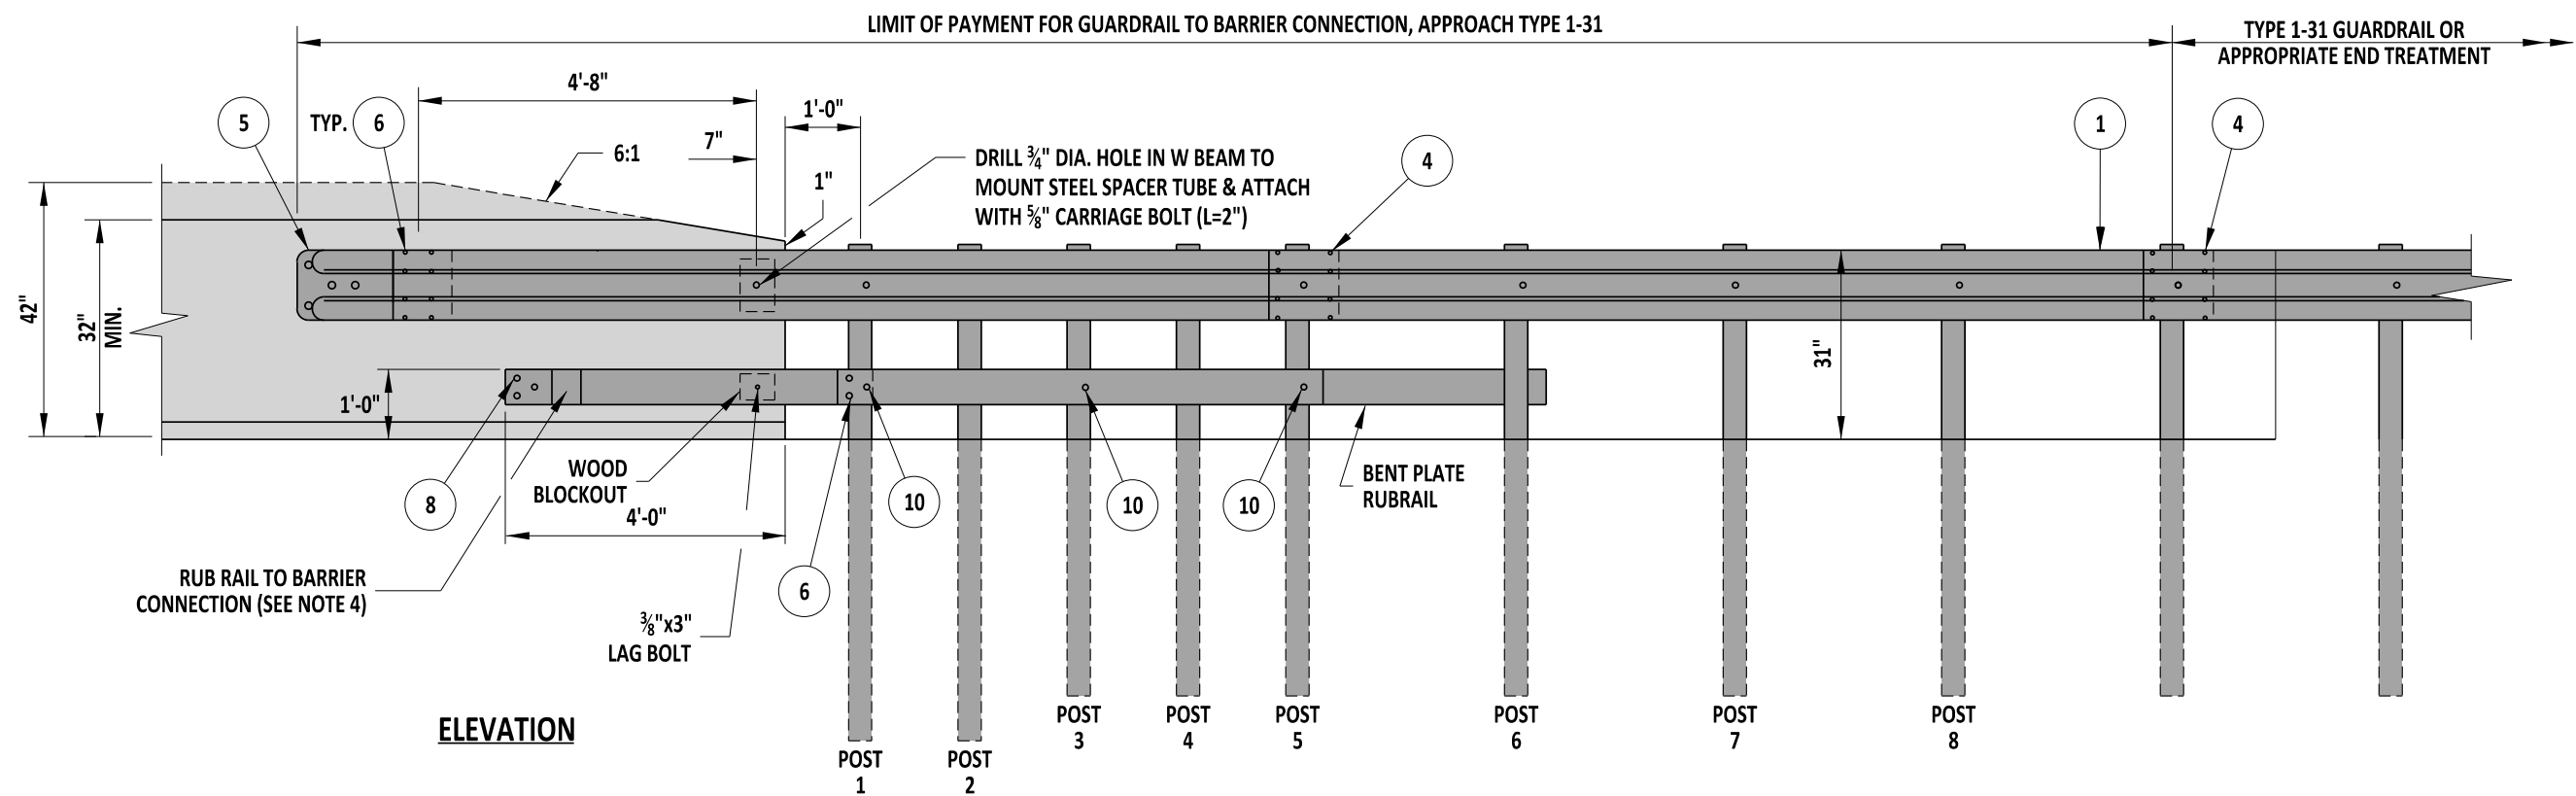 LIMIT OF PAYMENT FOR GUARDRAIL TO BARRIER CONNECTION, APPROACH TYPE 1-31
TYPE 1-31 GUARDRAIL OR
APPROPRIATE END TREATMENT
4'-8"
1'-0"
5
TYP. 6
6:1
7"
1"
DRILL ¾" DIA. HOLE IN W BEAM TO
MOUNT STEEL SPACER TUBE & ATTACH
WITH ⅝" CARRIAGE BOLT (L=2")
4
1
4
42"
32"
MIN.
1'-0"
31"
8
WOOD
BLOCKOUT
4'-0"
10
10
10
BENT PLATE
RUBRAIL
RUB RAIL TO BARRIER
CONNECTION (SEE NOTE 4)
6
⅜"x3"
LAG BOLT
ELEVATION
POST
1
POST
2
POST
3
POST
4
POST
5
POST
6
POST
7
POST
8